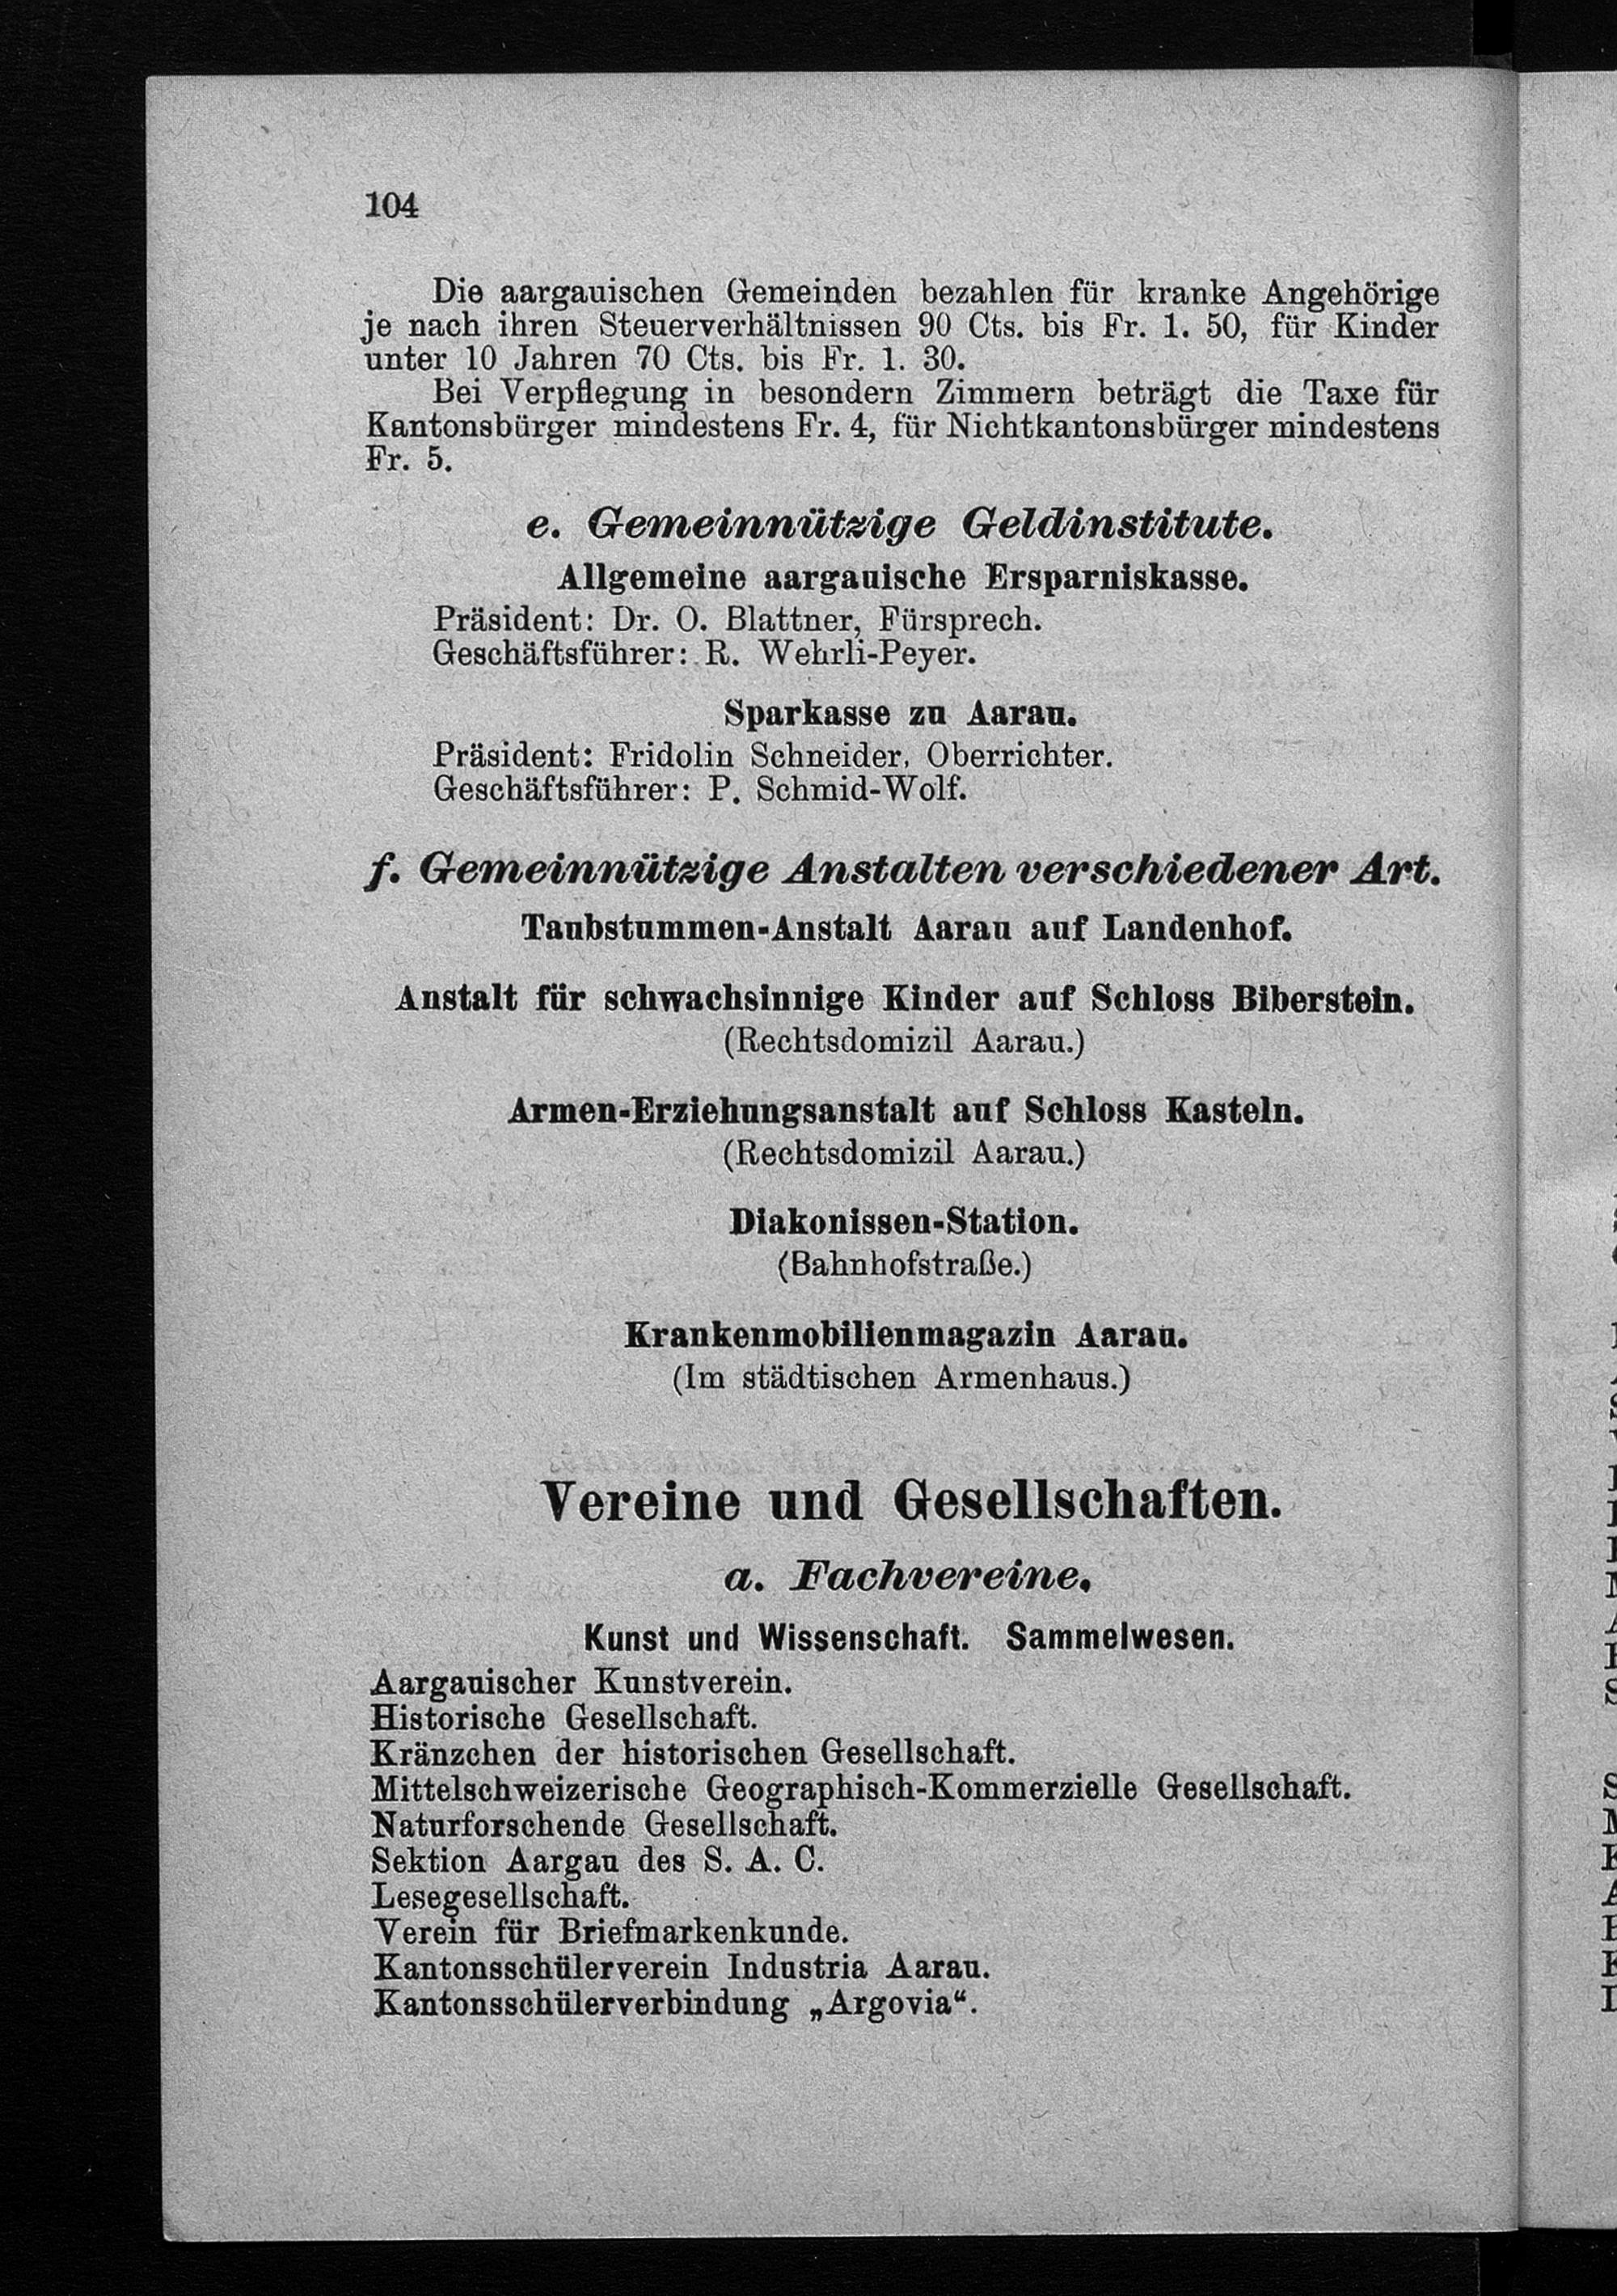 104
Die aargauischen Gemeinden bezahlen für kranke Angehörige
je nach ihren Steuerverhältnissen 90 Cts. bis Fr. 1. 50, für Kinder
unter 10 Jahren 70 Cts. bis Fr. 1. 30.
Bei Verpflegung in besondern Zimmern beträgt die Taxe für
Kantonsbürger mindestens Fr. 4, für Nichtkantonsbürger mindestens
Fr. 5.
e. Gemeinnützige Geldinstitute.
Allgemeine aargauische Ersparniskasse.
Präsident: Dr. O. Blattner, Fürsprech.
Geschäftsführer: R. Wehrli-Peyer.
Sparkasse zu Aarau.
Präsident: Fridolin Schneider, Oberrichter.
Geschäftsführer: P. Schmid-Wolf.
f. Gemeinnützige Anstalten verschiedener Art.
Taubstummen-Anstalt Aarau auf Landenhof.
Anstalt für schwachsinnige Kinder auf Schloss Biberstein.
(Rechtsdomizil Aarau.)
Armen-Erziehungsanstalt auf Schloss Kasteln.
(Rechtsdomizil Aarau.)
Diakonissen-Station.
(Bahnhofstraße.)
Krankenmobilienmagazin Aarau.
(Im städtischen Armenhaus.)
Vereine und Gesellschaften.
a. Fachvereine.
Kunst und Wissenschaft. Sammelwesen.
Aargauischer Kunstverein.
Historische Gesellschaft.
Kränzchen der historischen Gesellschaft.
Mittelschweizerische Geographisch-Kommerzielle Gesellschaft.
Naturforschende Gesellschaft.
Sektion Aargau des S. A. C.
Lesegesellschaft.
Verein für Briefmarkenkunde.
Kantonsschülerverein Industria Aarau.
Kantonsschülerverbindung „Argovia“.